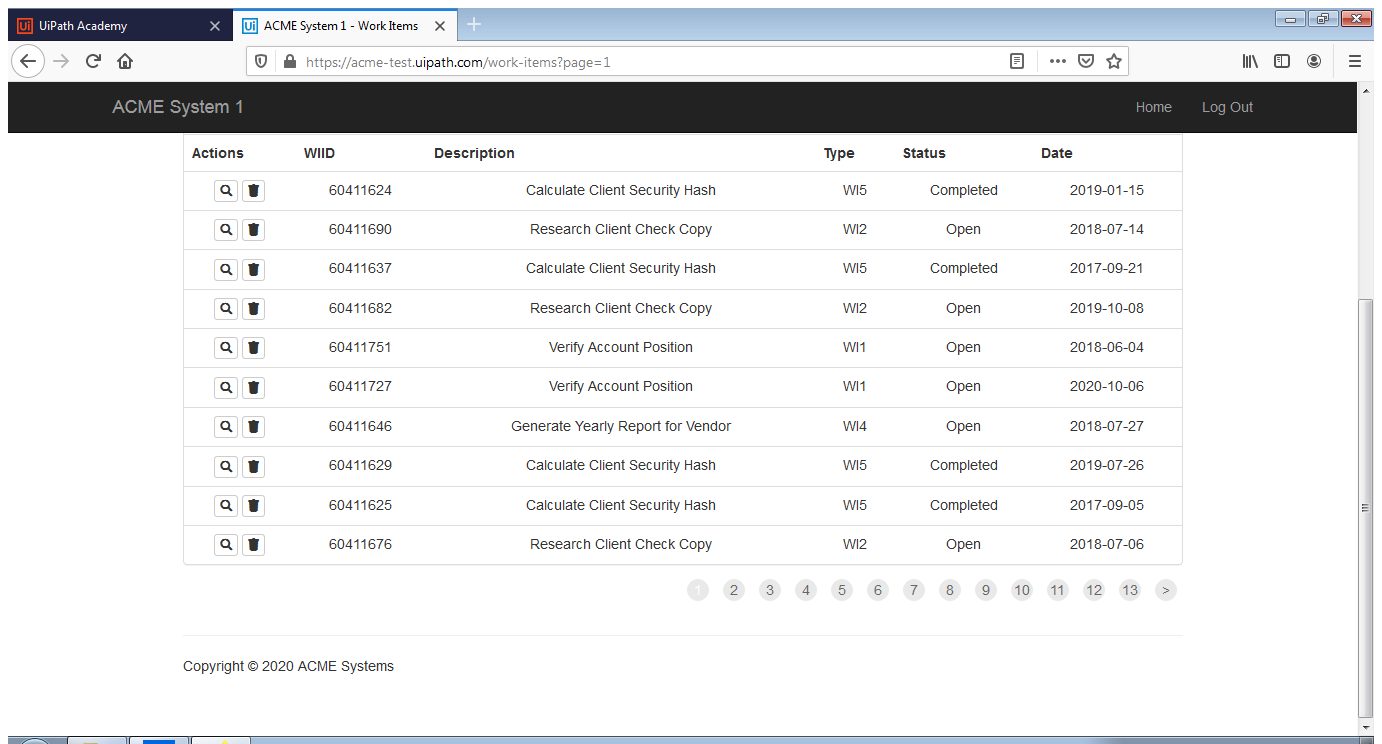 UiPath Academy ACME System 1 - Work Items
https://acme-test.uipath.com/work-items?page=1
ACME System 1 Home Log Out
Actions WIID Description Type Status Date
60411624 Calculate Client Security Hash WI5 Completed 2019-01-15
60411690 Research Client Check Copy WI2 Open 2018-07-14
60411637 Calculate Client Security Hash WI5 Completed 2017-09-21
60411682 Research Client Check Copy WI2 Open 2019-10-08
60411751 Verify Account Position WI1 Open 2018-06-04
60411727 Verify Account Position WI1 Open 2020-10-06
60411646 Generate Yearly Report for Vendor WI4 Open 2018-07-27
60411629 Calculate Client Security Hash WI5 Completed 2019-07-26
60411625 Calculate Client Security Hash WI5 Completed 2017-09-05
60411676 Research Client Check Copy WI2 Open 2018-07-06
1 2 3 4 5 6 7 8 9 10 11 12 13 >
Copyright © 2020 ACME Systems